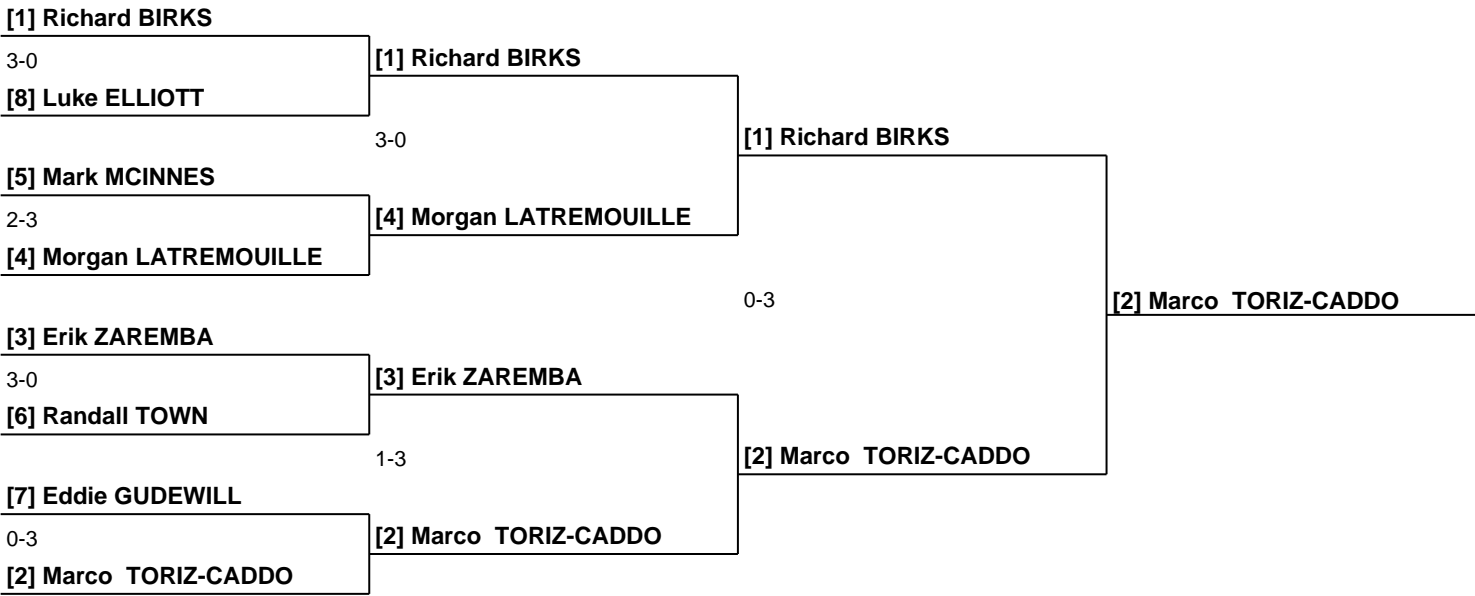 [1] Richard BIRKS
3-0
[8] Luke ELLIOTT
[5] Mark MCINNES
2-3
[4] Morgan LATREMOUILLE
[3] Erik ZAREMBA
3-0
[6] Randall TOWN
[7] Eddie GUDEWILL
0-3
[2] Marco  TORIZ-CADDO
[1] Richard BIRKS
3-0
[4] Morgan LATREMOUILLE
[3] Erik ZAREMBA
1-3
[2] Marco  TORIZ-CADDO
[1] Richard BIRKS
0-3
[2] Marco  TORIZ-CADDO
[2] Marco  TORIZ-CADDO